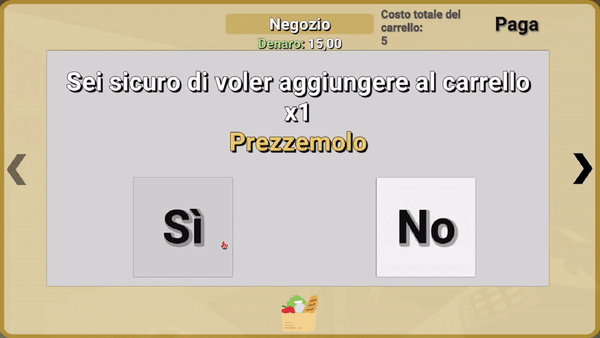 Negozio
Denaro: 15,00
Costo totale del
carrello:
5
Paga
Sei sicuro di voler aggiungere al carrello
x1
Prezzemolo
Sì
No